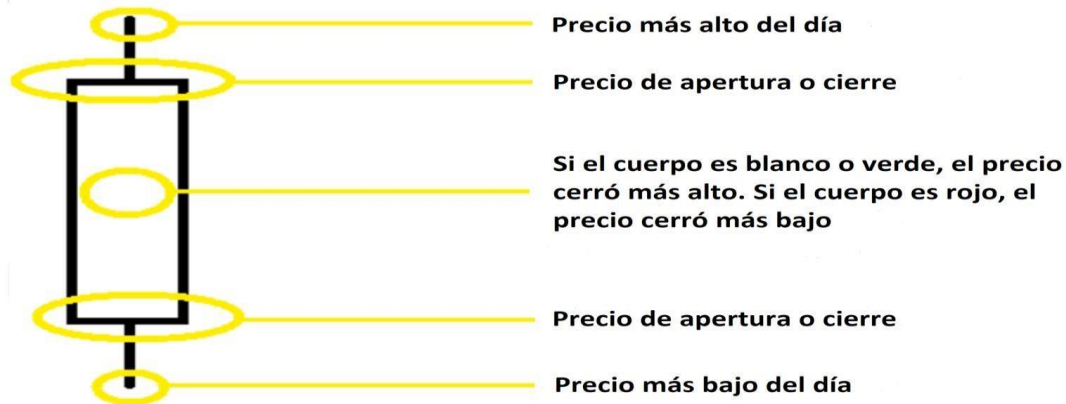 Precio más alto del día
Precio de apertura o cierre
Si el cuerpo es blanco o verde, el precio
cerró más alto. Si el cuerpo es rojo, el
precio cerró más bajo
Precio de apertura o cierre
Precio más bajo del día